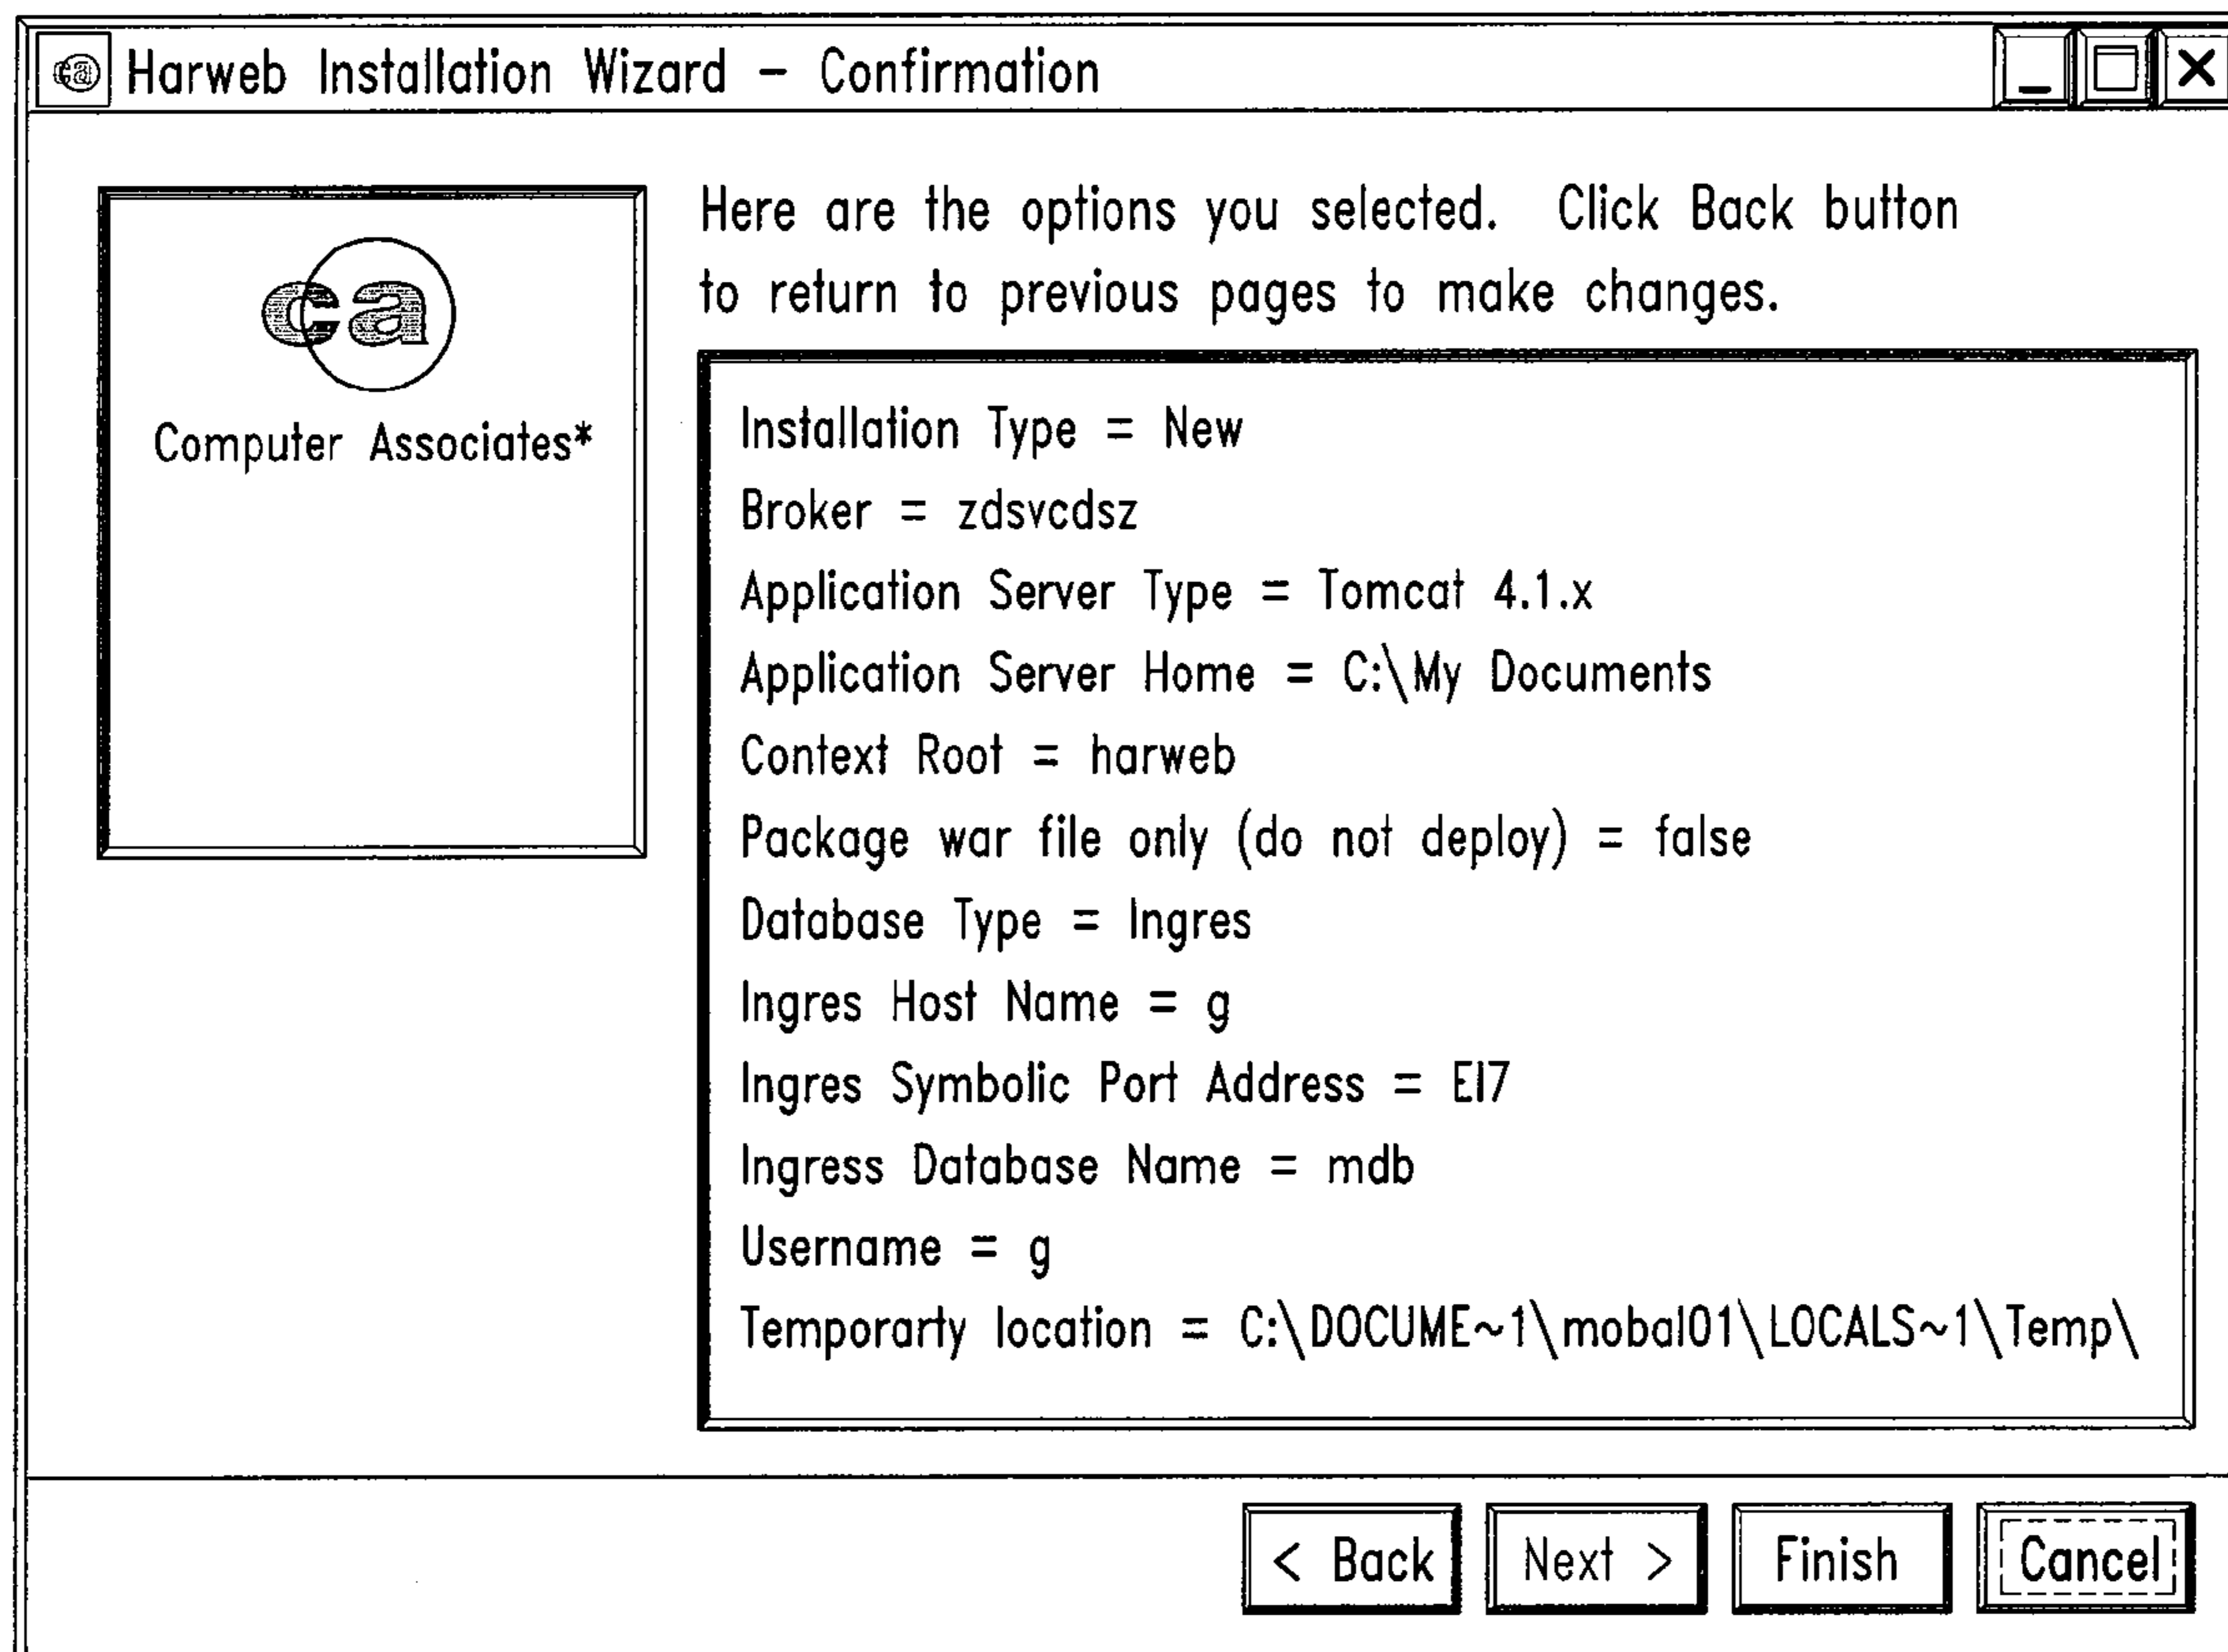 ca Harweb Installation Wizard – Confirmation
ca
Computer Associates*
Here are the options you selected. Click Back button
to return to previous pages to make changes.
Installation Type = New
Broker = zdsvcdsz
Application Server Type = Tomcat 4.1.x
Application Server Home = C:\My Documents
Context Root = harweb
Package war file only (do not deploy) = false
Database Type = Ingres
Ingres Host Name = g
Ingres Symbolic Port Address = EI7
Ingress Database Name = mdb
Username = g
Temporarty location = C:\DOCUME~1\mobal01\LOCALS~1\Temp\
< Back Next > Finish Cancel